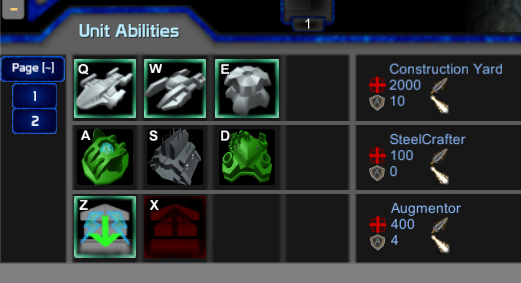 -
1
Unit Abilities
Page [~]
1
2
Q W E
Construction Yard
2000
10
A S D
SteelCrafter
100
0
Z X
Augmentor
400
4